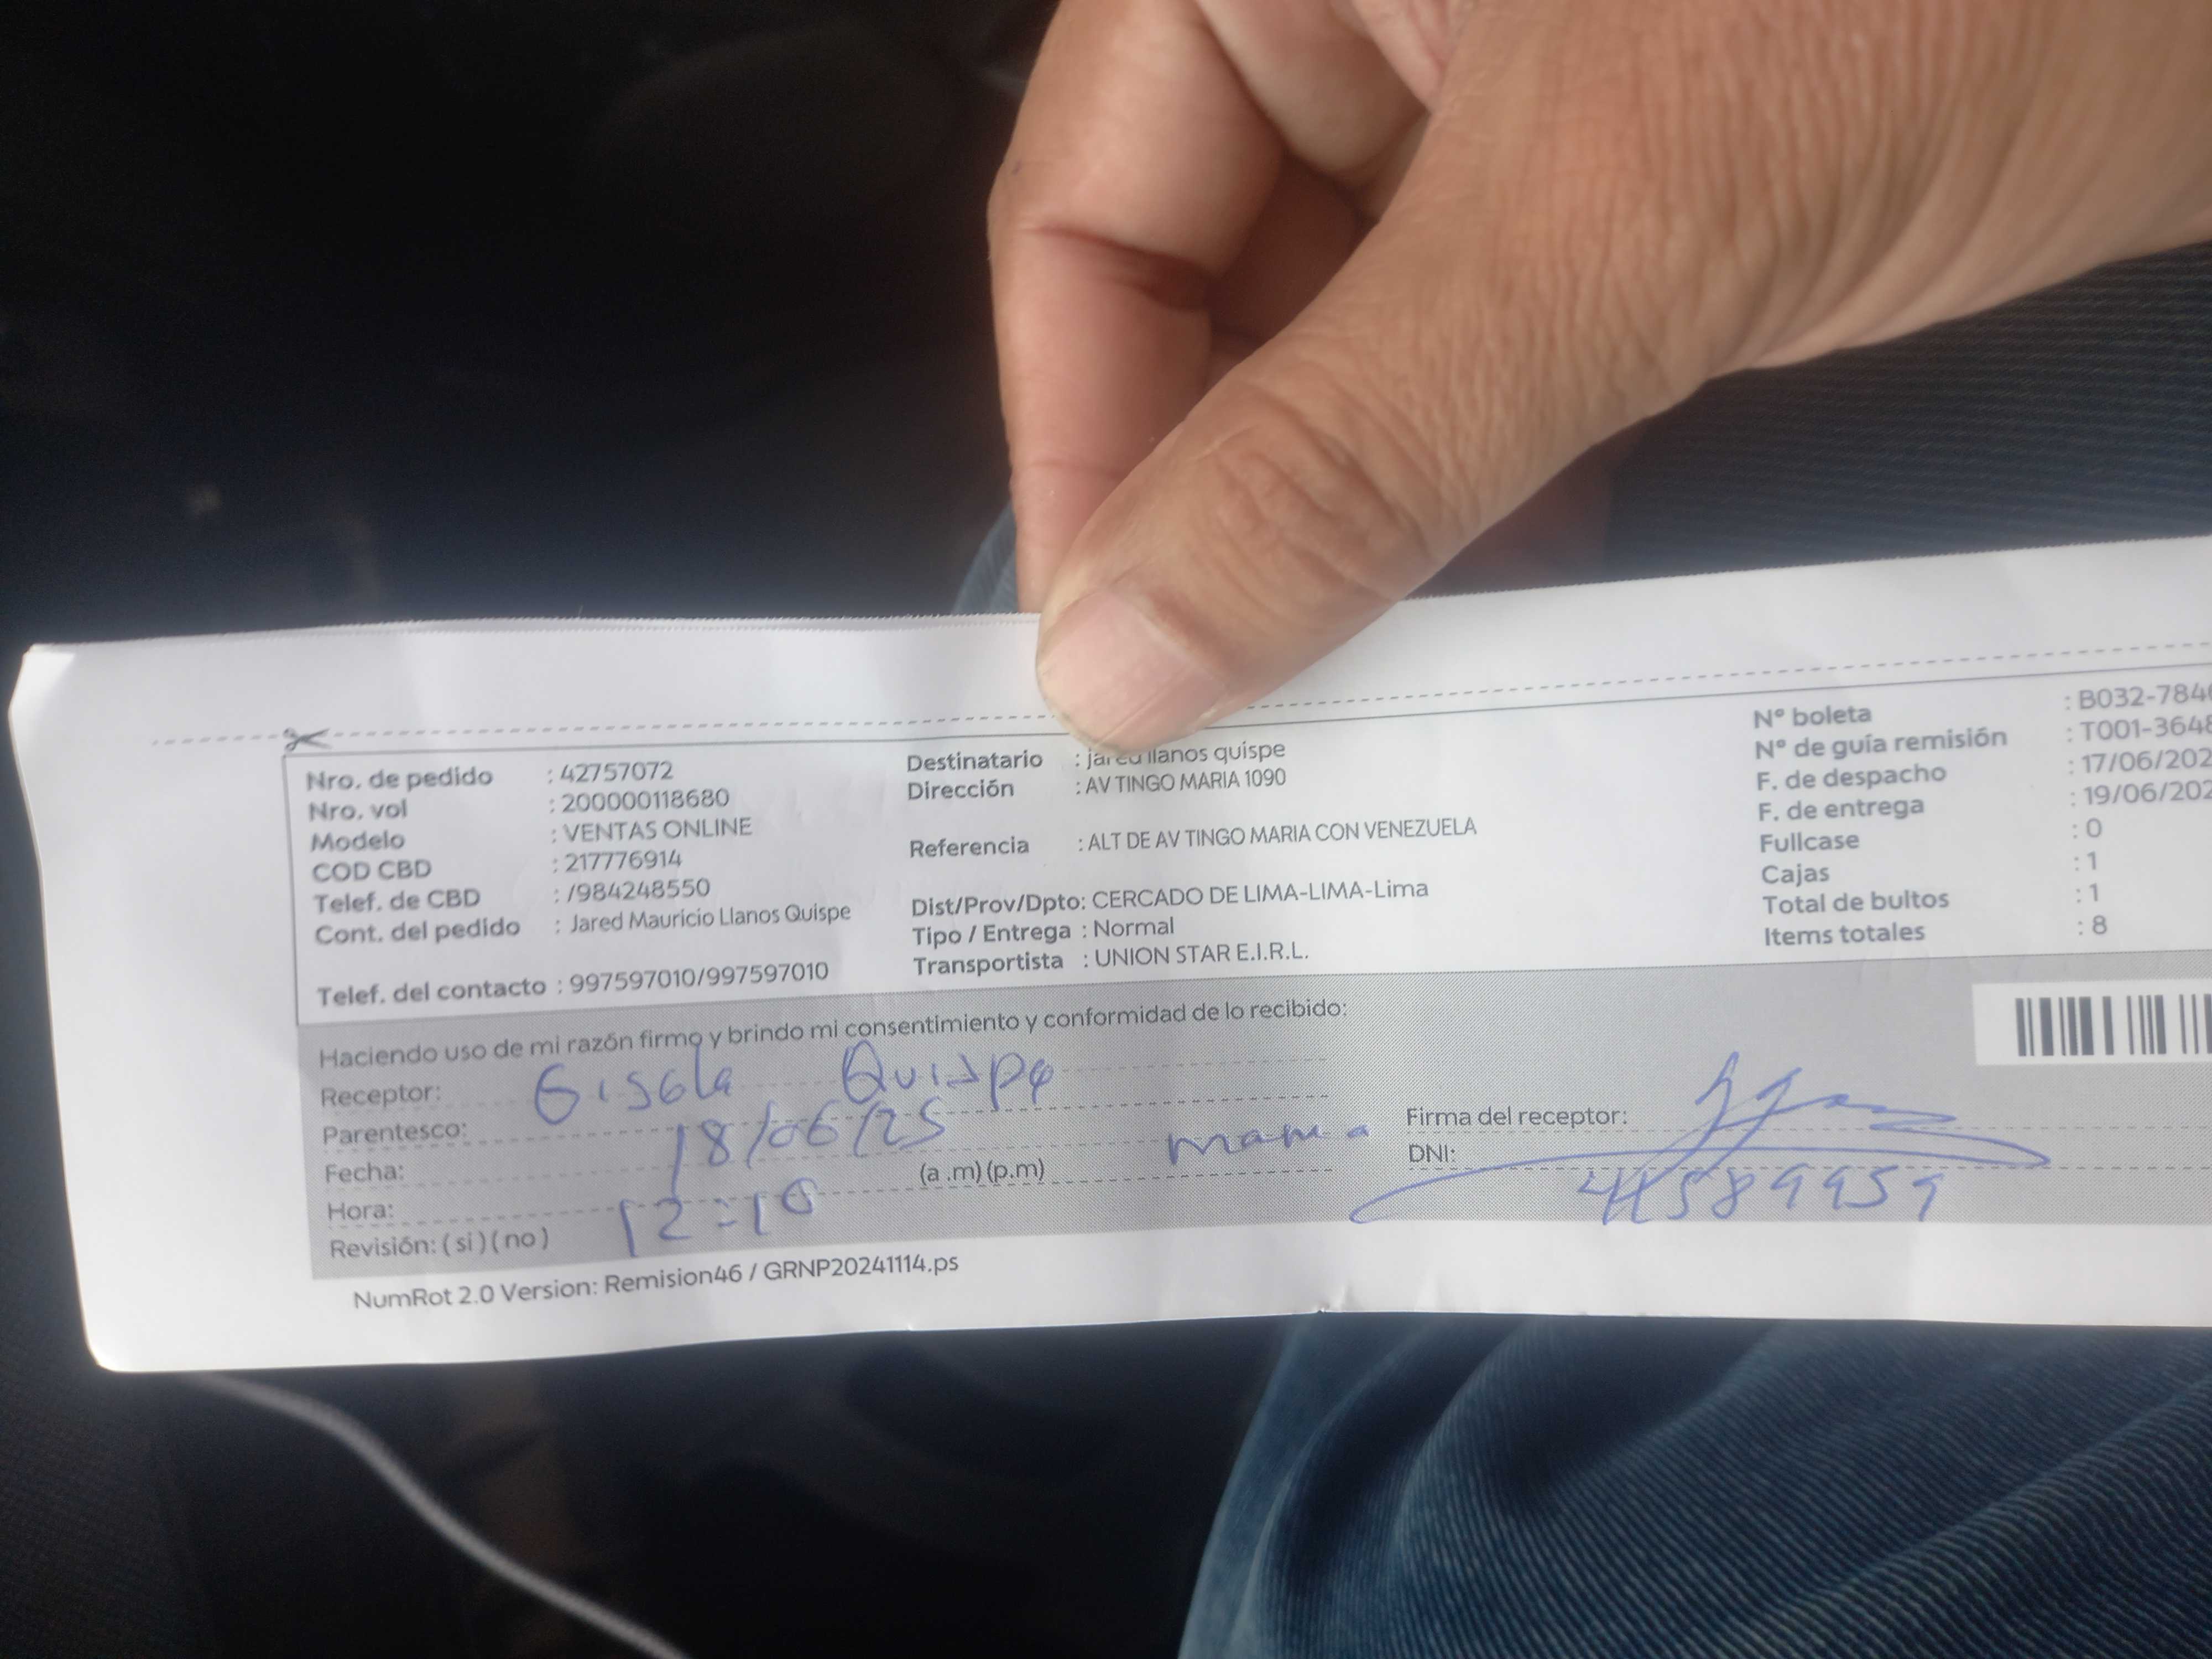 Nro. de pedido : 42757072
Nro. vol : 200000118680
Modelo : VENTAS ONLINE
COD CBD : 217776914
Telef. de CBD : /984248550
Cont. del pedido : Jared Mauricio Llanos Quispe
Telef. del contacto : 997597010/997597010
Destinatario : jared llanos quispe
Dirección : AV TINGO MARIA 1090
Referencia : ALT DE AV TINGO MARIA CON VENEZUELA
Dist/Prov/Dpto: CERCADO DE LIMA-LIMA-Lima
Tipo / Entrega : Normal
Transportista : UNION STAR E.I.R.L.
Nº boleta : B032-784
Nº de guía remisión : T001-3648
F. de despacho : 17/06/202
F. de entrega : 19/06/202
Fullcase : 0
Cajas : 1
Total de bultos : 1
Items totales : 8
Haciendo uso de mi razón firmo y brindo mi consentimiento y conformidad de lo recibido:
Receptor: Gisela Quispe
Parentesco: mama
Fecha: 18/06/25
Hora: 12:10 (a .m) (p.m)
Revisión: ( si ) ( no )
Firma del receptor:
DNI: 41589959
NumRot 2.0 Version: Remision46 / GRNP20241114.ps